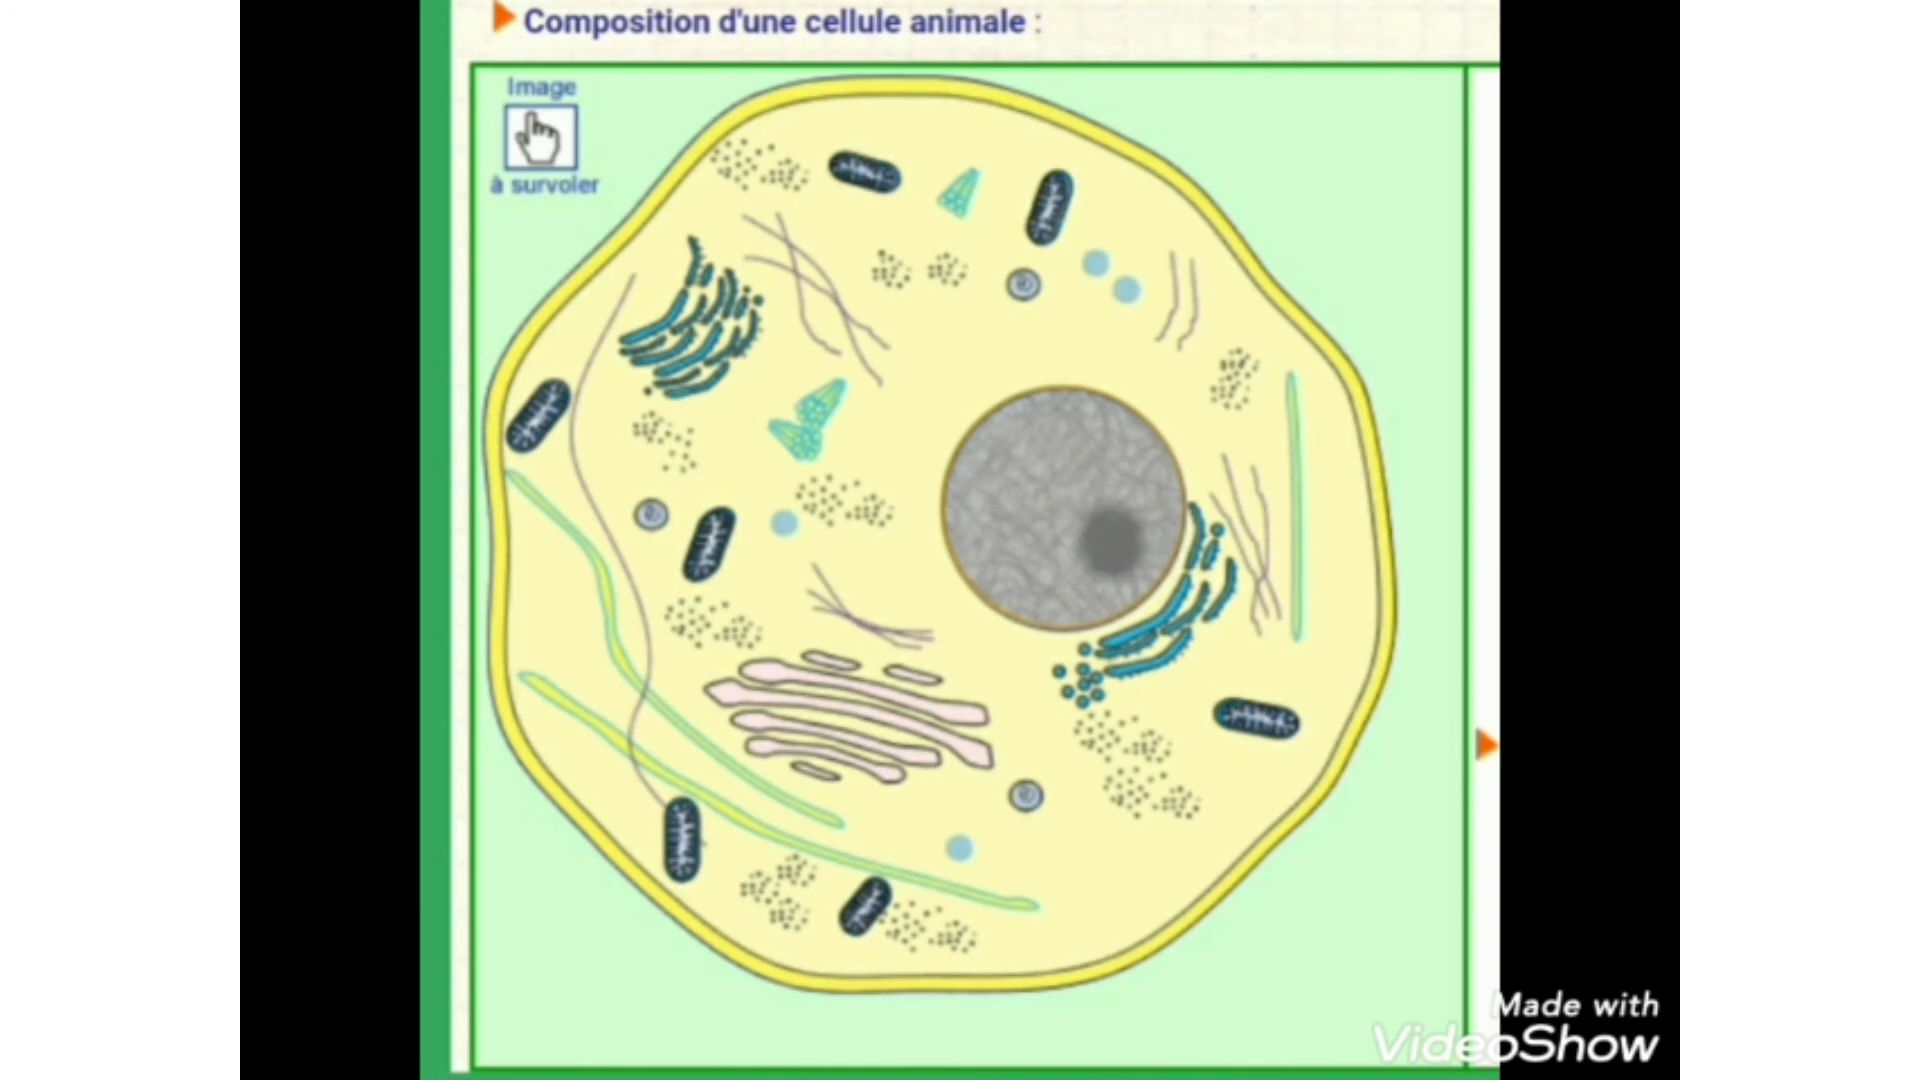 Composition d'une cellule animale :
Image
à survoler
Made with
VideoShow